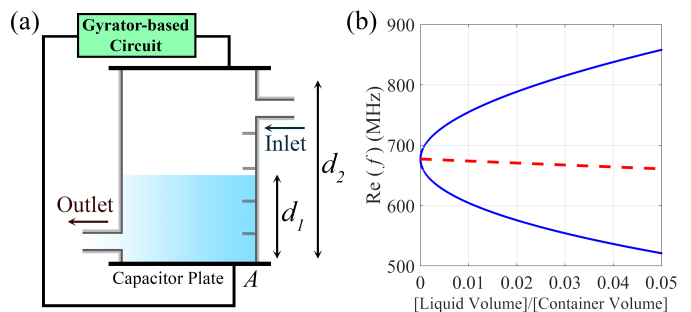 (a)
Gyrator-based
Circuit
Inlet
d2
d1
Outlet
Capacitor Plate
A
(b)
Re (f) (MHz)
900
800
700
600
500
0
0.01
0.02
0.03
0.04
0.05
[Liquid Volume]/[Container Volume]